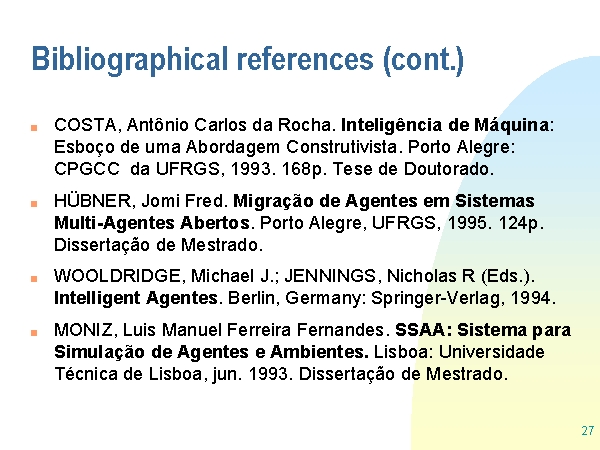 Bibliographical references (cont.)
COSTA, Antônio Carlos da Rocha. Inteligência de Máquina:
Esboço de uma Abordagem Construtivista. Porto Alegre:
CPGCC da UFRGS, 1993. 168p. Tese de Doutorado.
HÜBNER, Jomi Fred. Migração de Agentes em Sistemas
Multi-Agentes Abertos. Porto Alegre, UFRGS, 1995. 124p.
Dissertação de Mestrado.
WOOLDRIDGE, Michael J.; JENNINGS, Nicholas R (Eds.).
Intelligent Agentes. Berlin, Germany: Springer-Verlag, 1994.
MONIZ, Luis Manuel Ferreira Fernandes. SSAA: Sistema para
Simulação de Agentes e Ambientes. Lisboa: Universidade
Técnica de Lisboa, jun. 1993. Dissertação de Mestrado.
27